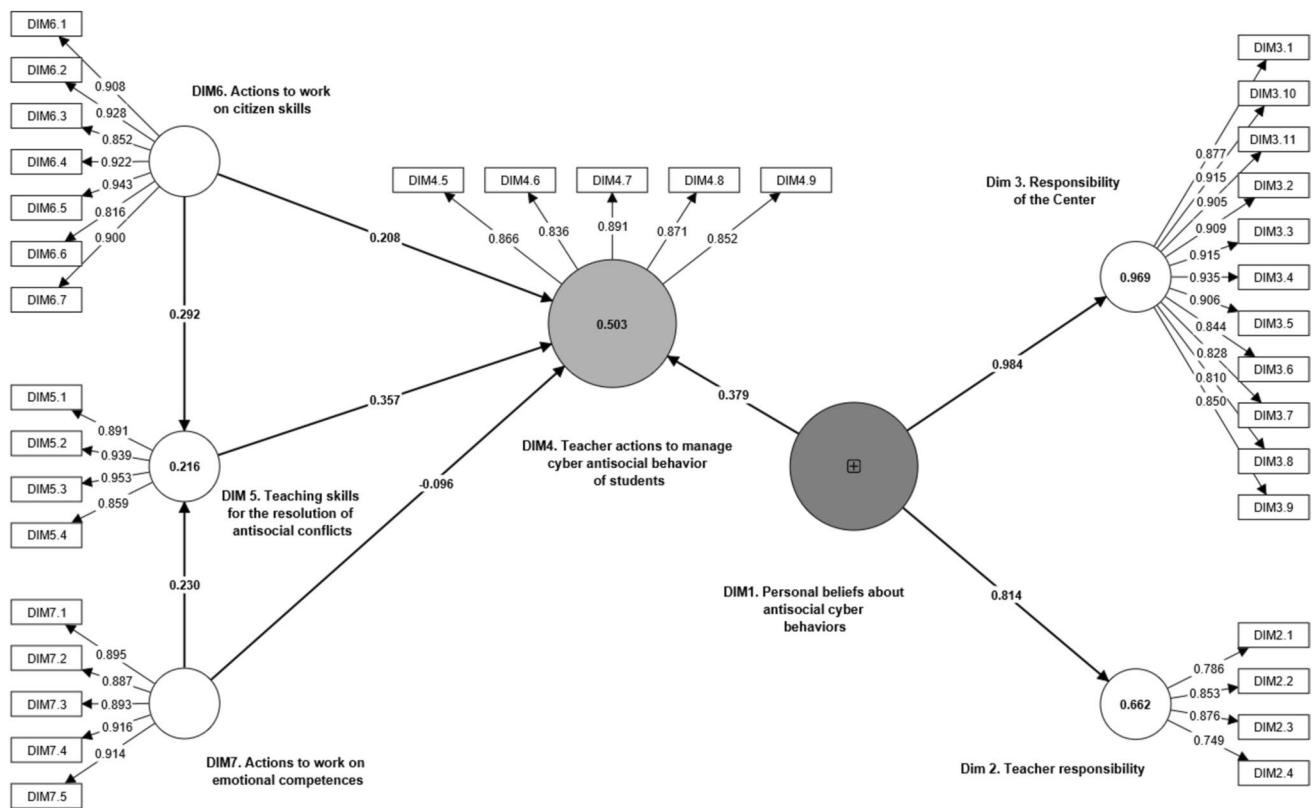 DIM6.1
DIM6.2
DIM6.3
DIM6.4
DIM6.5
DIM6.6
DIM6.7
0.908
0.928
0.852
0.922
0.943
0.816
0.900
DIM6. Actions to work
on citizen skills
0.208
0.292
DIM4.5
DIM4.6
DIM4.7
DIM4.8
DIM4.9
0.866
0.836
0.891
0.871
0.852
0.503
DIM4. Teacher actions to manage
cyber antisocial behavior
of students
DIM5.1
DIM5.2
DIM5.3
DIM5.4
0.891
0.939
0.953
0.859
0.216
DIM 5. Teaching skills
for the resolution of
antisocial conflicts
0.357
-0.096
0.230
DIM7.1
DIM7.2
DIM7.3
DIM7.4
DIM7.5
0.895
0.887
0.893
0.916
0.914
DIM7. Actions to work on
emotional competences
0.379
DIM1. Personal beliefs about
antisocial cyber
behaviors
0.984
0.814
Dim 3. Responsibility
of the Center
0.969
0.877
0.915
0.905
0.909
0.915
0.935
0.906
0.844
0.828
0.810
0.850
DIM3.1
DIM3.10
DIM3.11
DIM3.2
DIM3.3
DIM3.4
DIM3.5
DIM3.6
DIM3.7
DIM3.8
DIM3.9
0.662
0.786
0.853
0.876
0.749
DIM2.1
DIM2.2
DIM2.3
DIM2.4
Dim 2. Teacher responsibility